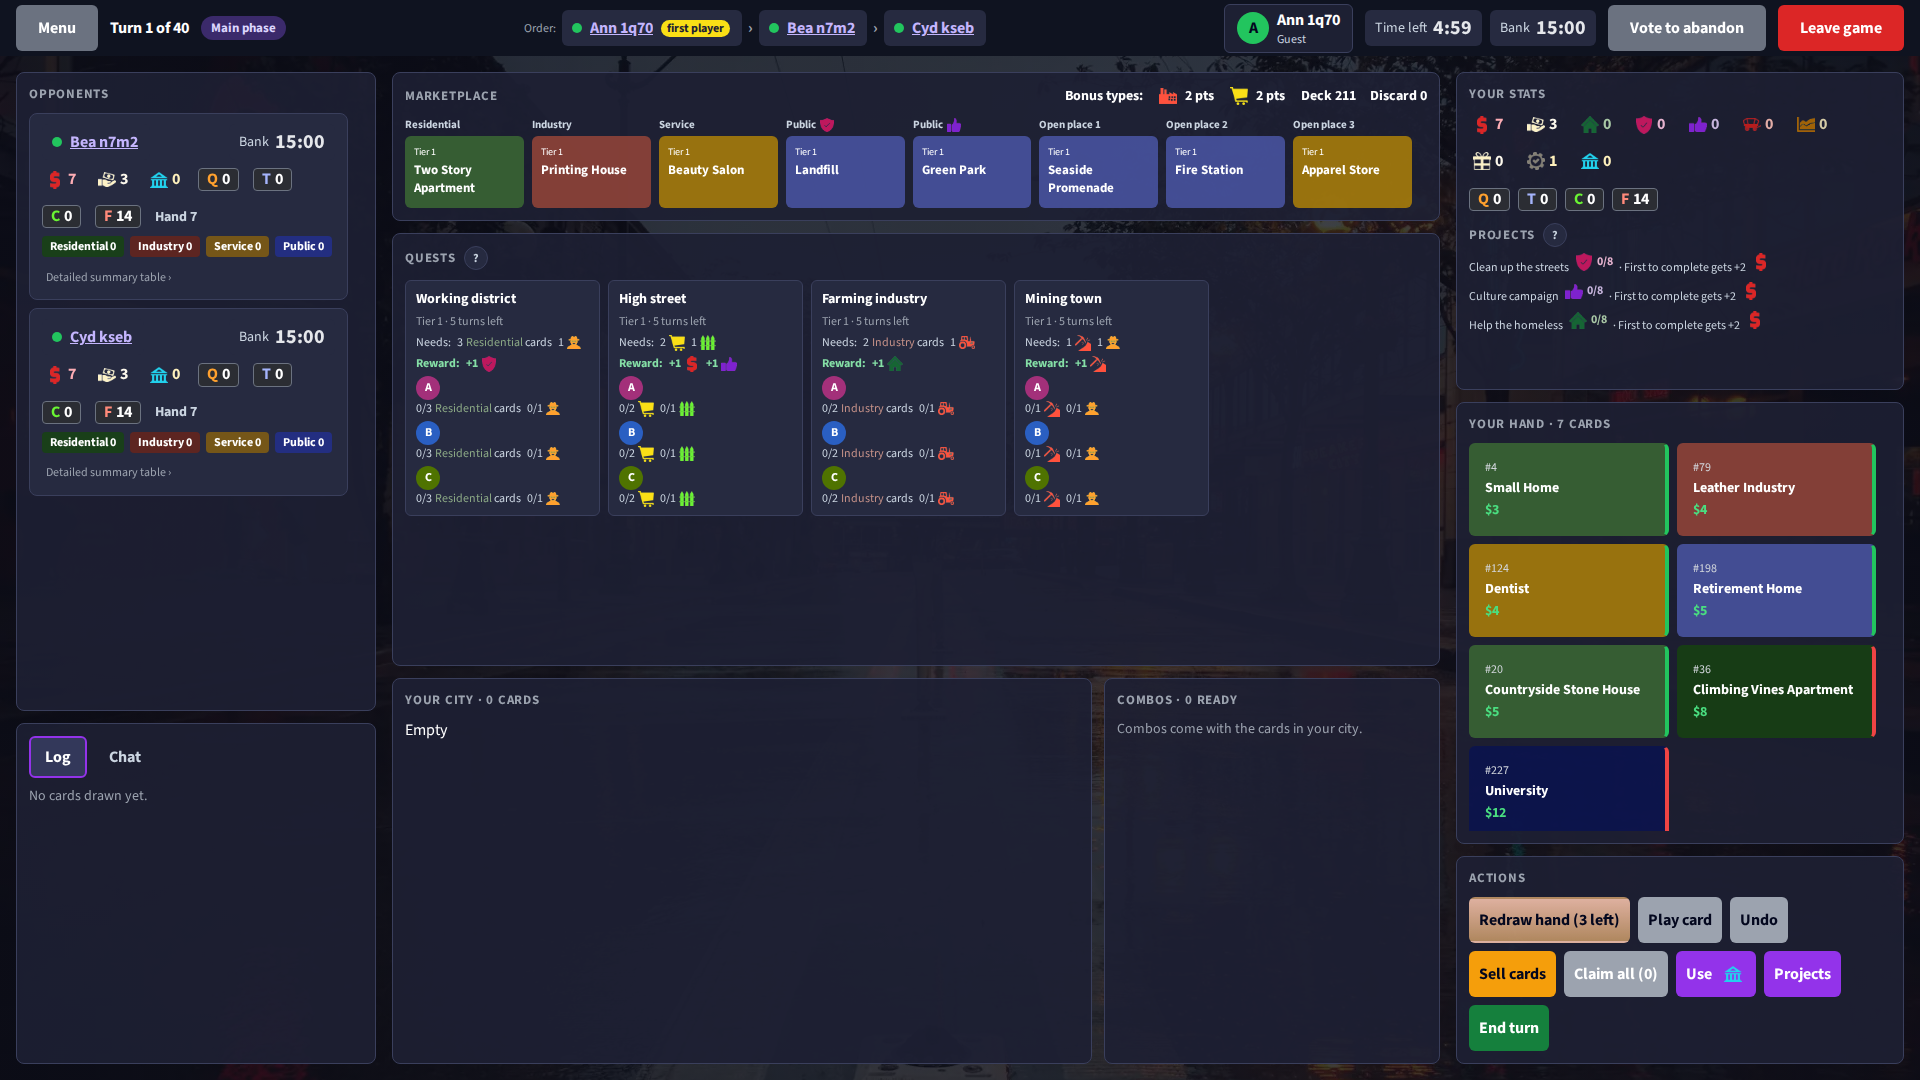 Menu
Turn 1 of 40
Main phase
Order:
Ann 1q70
first player
›
Bea n7m2
›
Cyd kseb
A
Ann 1q70
Guest
Time left 4:59
Bank 15:00
Vote to abandon
Leave game
OPPONENTS
Bea n7m2
Bank 15:00
7 3 0 Q 0 T 0
C 0 F 14 Hand 7
Residential 0 Industry 0 Service 0 Public 0
Detailed summary table ›
Cyd kseb
Bank 15:00
7 3 0 Q 0 T 0
C 0 F 14 Hand 7
Residential 0 Industry 0 Service 0 Public 0
Detailed summary table ›
Log
Chat
No cards drawn yet.
MARKETPLACE
Bonus types: 2 pts 2 pts Deck 211 Discard 0
Residential
Tier 1
Two Story
Apartment
Industry
Tier 1
Printing House
Service
Tier 1
Beauty Salon
Public
Tier 1
Landfill
Public
Tier 1
Green Park
Open place 1
Tier 1
Seaside
Promenade
Open place 2
Tier 1
Fire Station
Open place 3
Tier 1
Apparel Store
QUESTS ?
Working district
Tier 1 · 5 turns left
Needs: 3 Residential cards 1
Reward: +1
A
0/3 Residential cards 0/1
B
0/3 Residential cards 0/1
C
0/3 Residential cards 0/1
High street
Tier 1 · 5 turns left
Needs: 2 1
Reward: +1 +1
A
0/2 0/1
B
0/2 0/1
C
0/2 0/1
Farming industry
Tier 1 · 5 turns left
Needs: 2 Industry cards 1
Reward: +1
A
0/2 Industry cards 0/1
B
0/2 Industry cards 0/1
C
0/2 Industry cards 0/1
Mining town
Tier 1 · 5 turns left
Needs: 1 1
Reward: +1
A
0/1 0/1
B
0/1 0/1
C
0/1 0/1
YOUR CITY · 0 CARDS
Empty
COMBOS · 0 READY
Combos come with the cards in your city.
YOUR STATS
7 3 0 0 0 0 0
0 1 0
Q 0 T 0 C 0 F 14
PROJECTS ?
Clean up the streets 0/8 · First to complete gets +2
Culture campaign 0/8 · First to complete gets +2
Help the homeless 0/8 · First to complete gets +2
YOUR HAND · 7 CARDS
#4
Small Home
$3
#79
Leather Industry
$4
#124
Dentist
$4
#198
Retirement Home
$5
#20
Countryside Stone House
$5
#36
Climbing Vines Apartment
$8
#227
University
$12
ACTIONS
Redraw hand (3 left)
Play card
Undo
Sell cards
Claim all (0)
Use
Projects
End turn